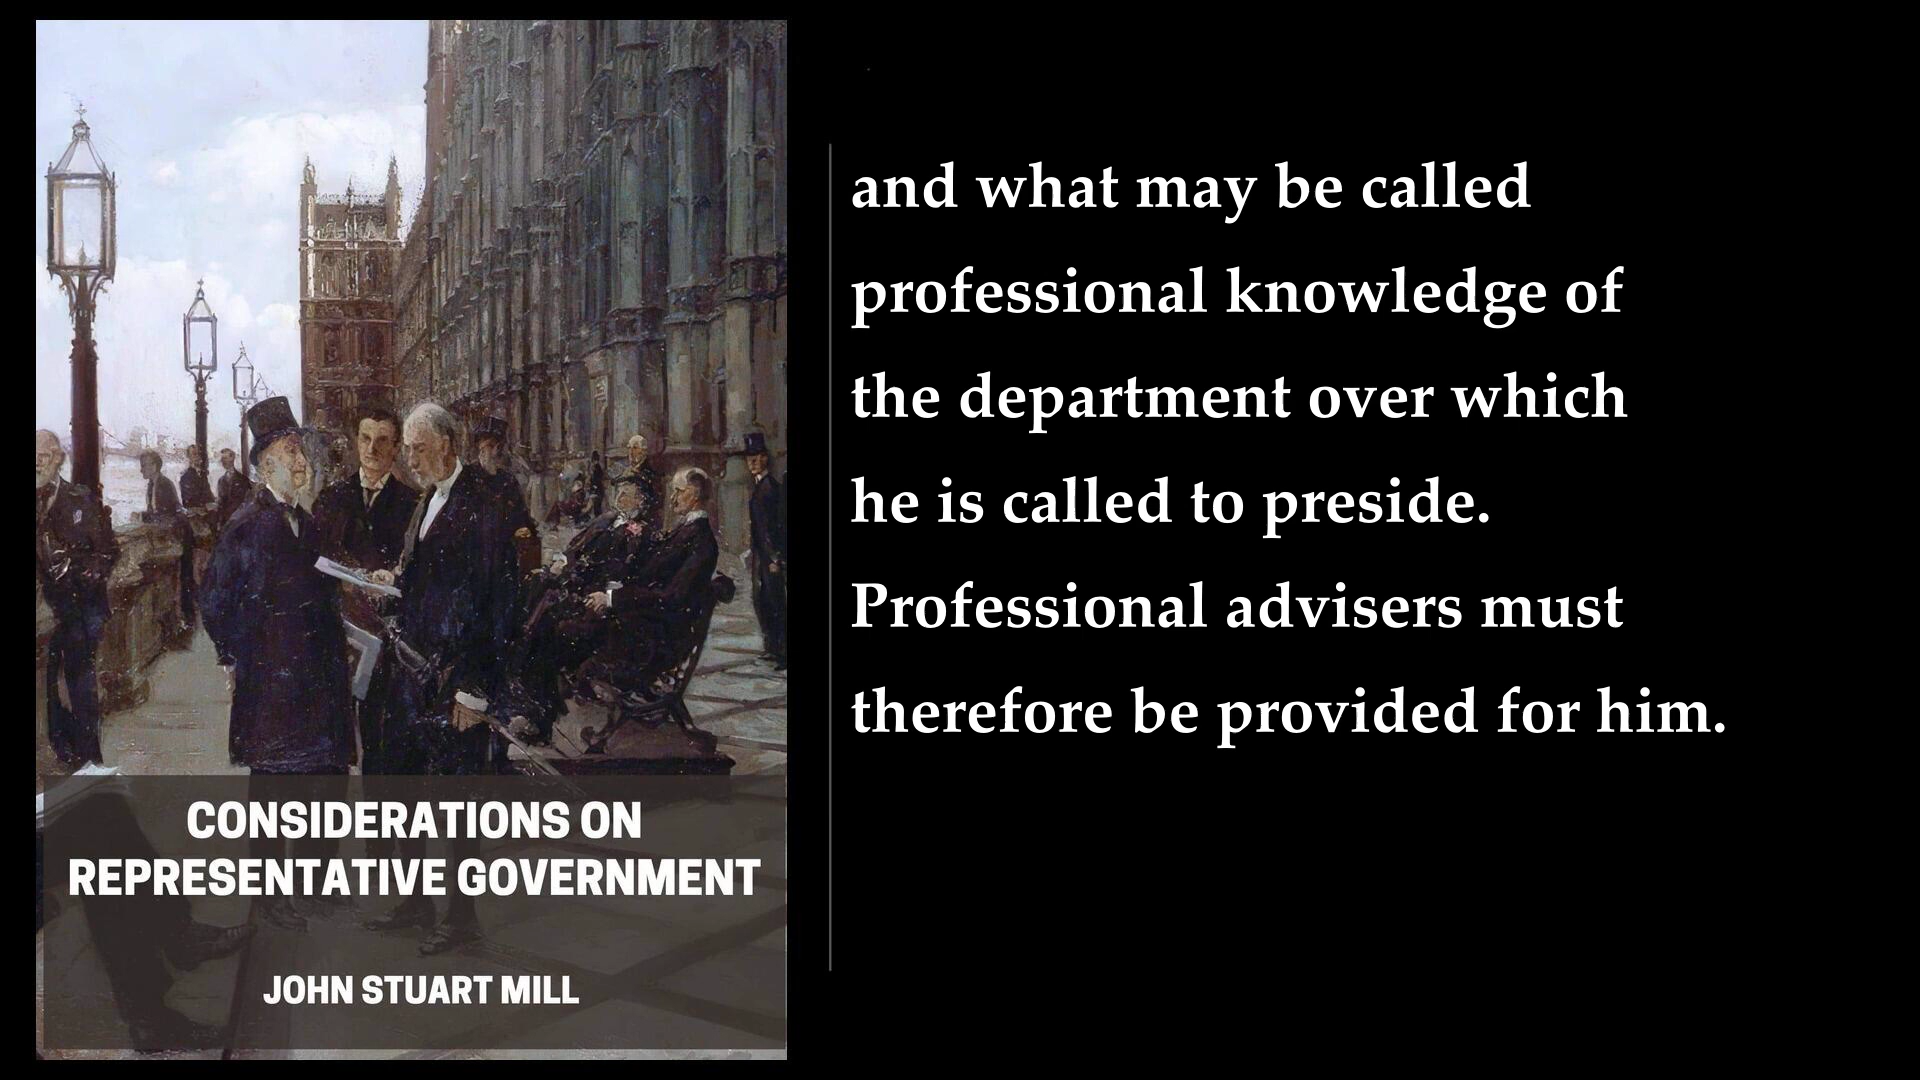 and what may be called
professional knowledge of
the department over which
he is called to preside.
Professional advisers must
therefore be provided for him.
CONSIDERATIONS ON
REPRESENTATIVE GOVERNMENT
JOHN STUART MILL